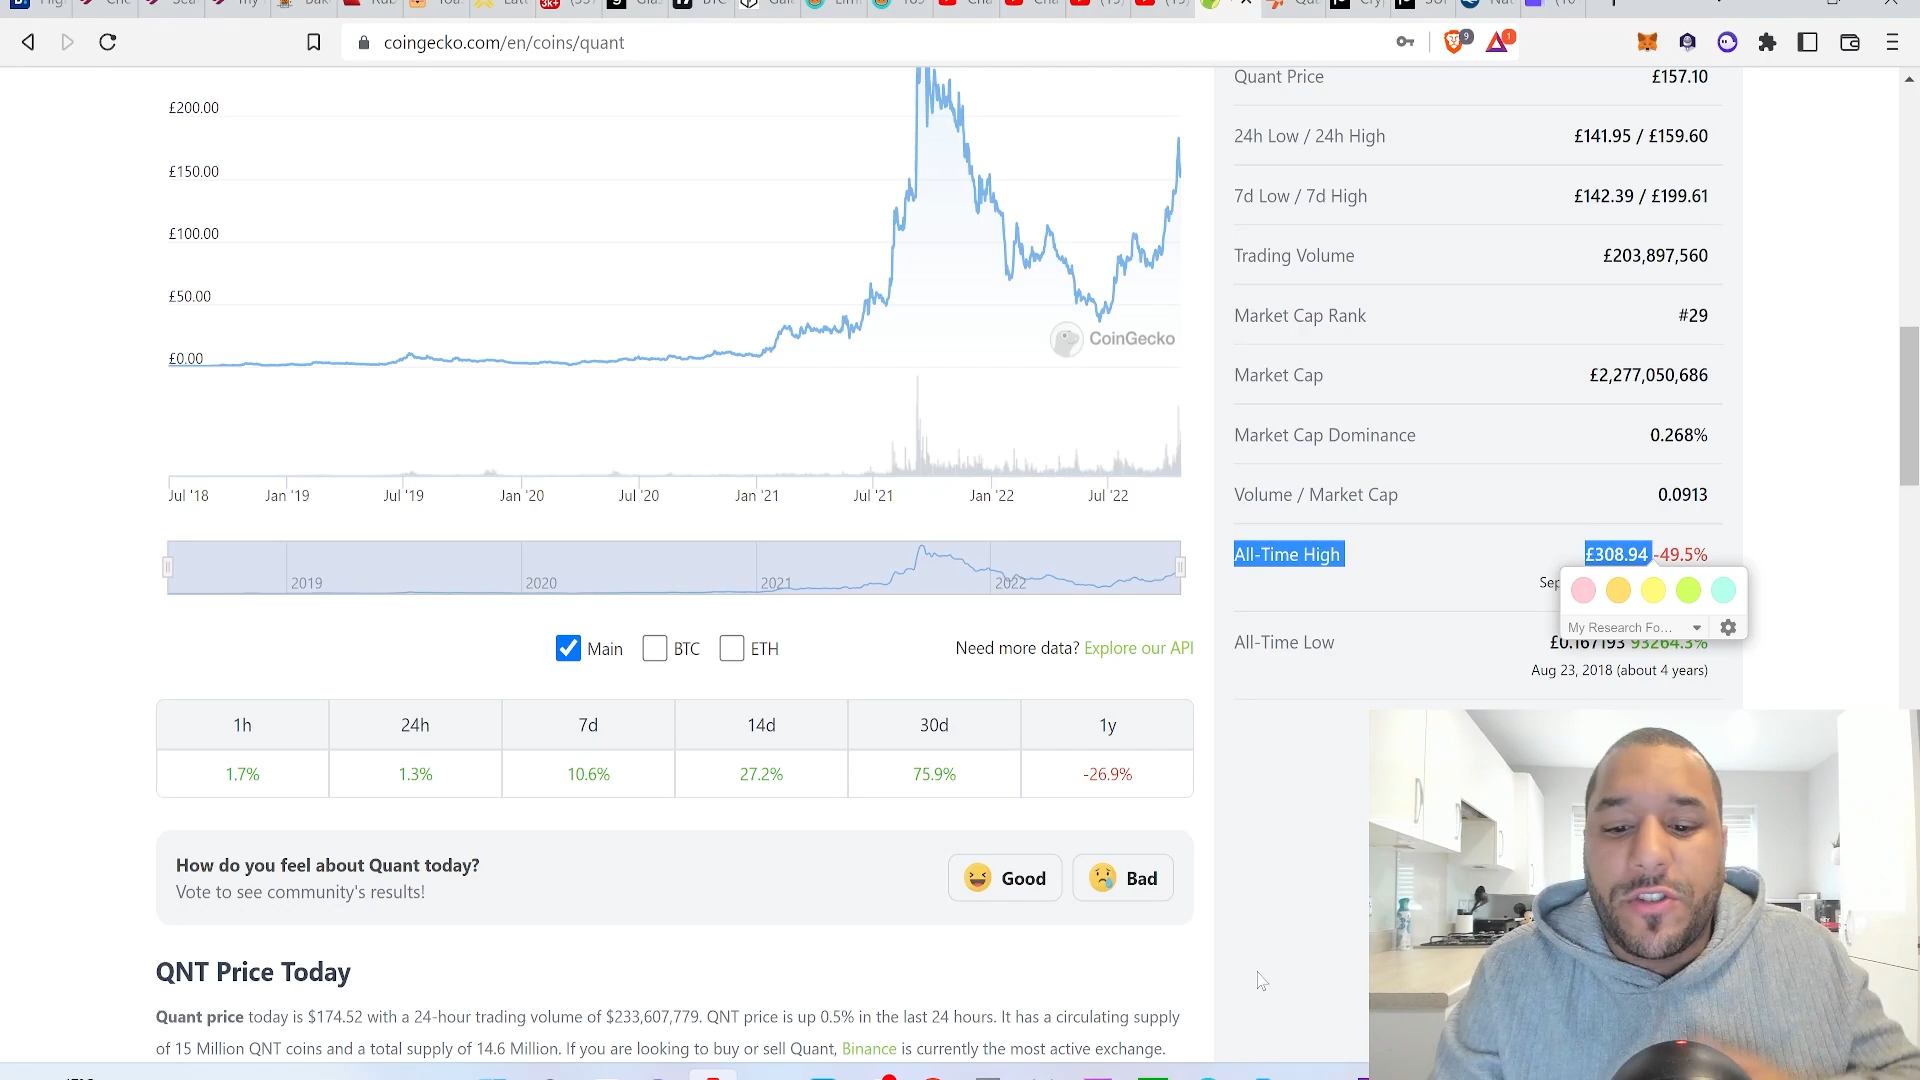 coingecko.com/en/coins/quant
9
1
Quant Price £157.10
£200.00
24h Low / 24h High £141.95 / £159.60
£150.00
7d Low / 7d High £142.39 / £199.61
£100.00
Trading Volume £203,897,560
£50.00
Market Cap Rank #29
CoinGecko
£0.00
Market Cap £2,277,050,686
Market Cap Dominance 0.268%
Jul '18 Jan '19 Jul '19 Jan '20 Jul '20 Jan '21 Jul '21 Jan '22 Jul '22
Volume / Market Cap 0.0913
All-Time High £308.94 -49.5%
Sep
2019 2020 2021 2022
My Research Fo...
All-Time Low £0.167193 93264.3%
Aug 23, 2018 (about 4 years)
Main BTC ETH
Need more data? Explore our API
1h 24h 7d 14d 30d 1y
1.7% 1.3% 10.6% 27.2% 75.9% -26.9%
How do you feel about Quant today?
Vote to see community's results!
Good Bad
QNT Price Today
Quant price today is $174.52 with a 24-hour trading volume of $233,607,779. QNT price is up 0.5% in the last 24 hours. It has a circulating supply
of 15 Million QNT coins and a total supply of 14.6 Million. If you are looking to buy or sell Quant, Binance is currently the most active exchange.